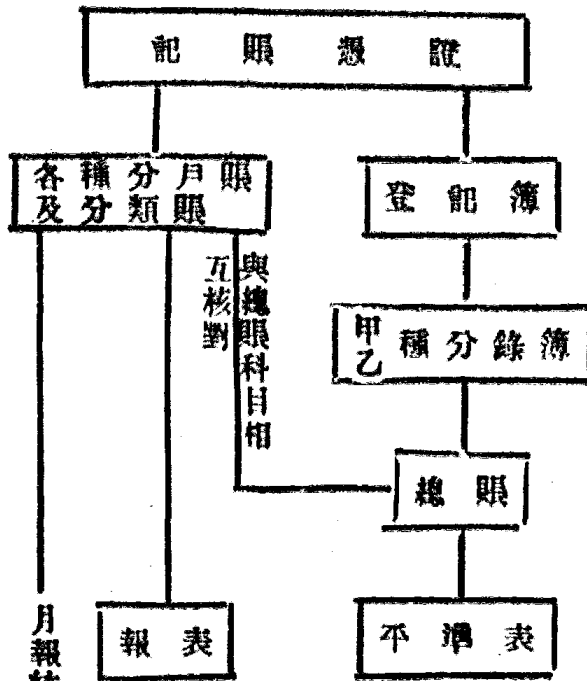 記賬憑證
各種分戶賬
及分類賬
登記簿
與總賬科目相
互核對
甲乙種分錄簿
總賬
月報
報表
平準表